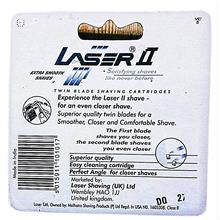 LASER II
EXTRA SMOOTH SHAVES
Satisfying shaves like never before
TWIN BLADE SHAVING CARTRIDGES
Experience the Laser II shave -
for an even closer shave.
Superior quality twin blades for a
Smoother, Closer and Comfortable Shave.
The First blade
shaves you closer,
the second blade
shaves you closer still.
Superior quality
Easy cleaning cartridge
Perfect Angle for closer shaves
Made in India
Marketed by
Laser Shaving (UK) Ltd
Wembley HAO 1JJ
United kingdom.
DO 27